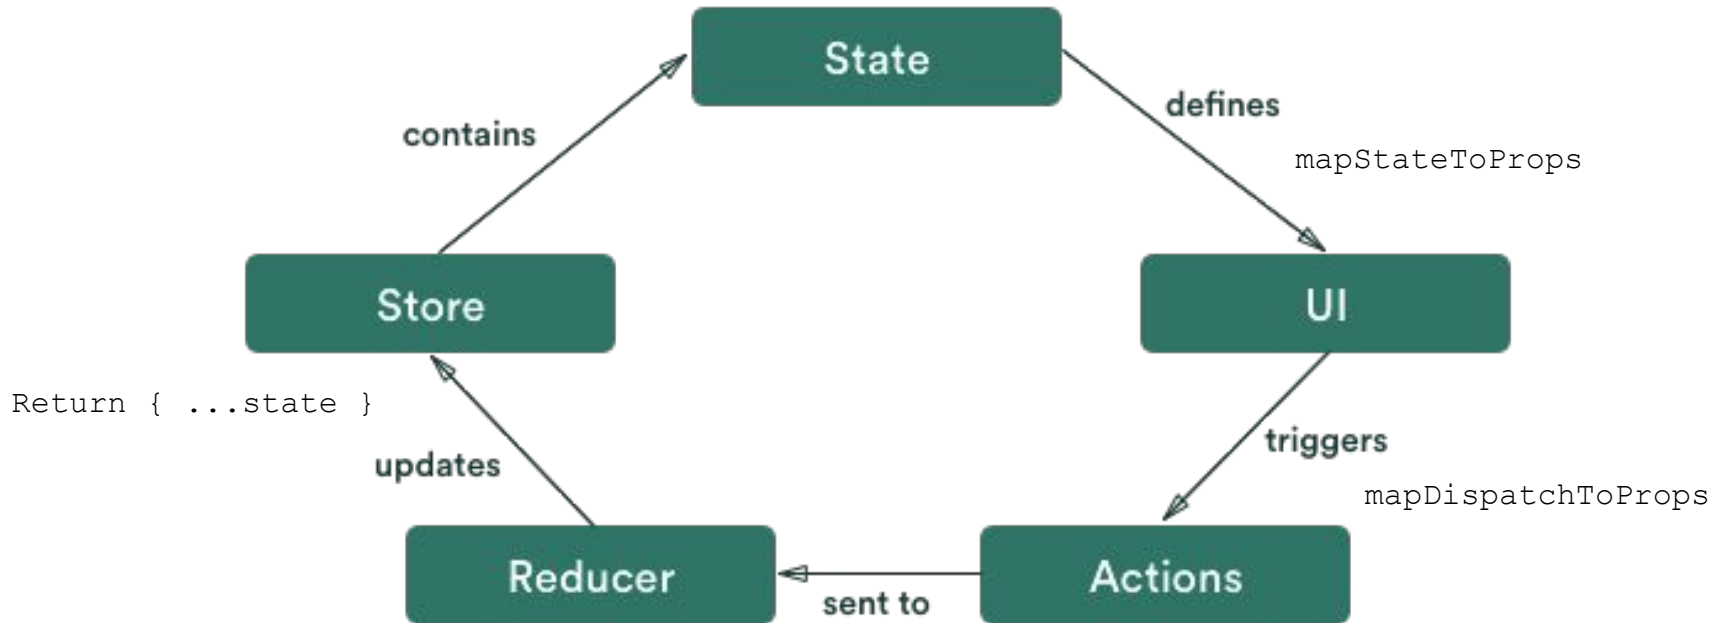 State
defines
contains
mapStateToProps
Store
UI
Return { ...state }
triggers
updates
mapDispatchToProps
Reducer
Actions
sent to